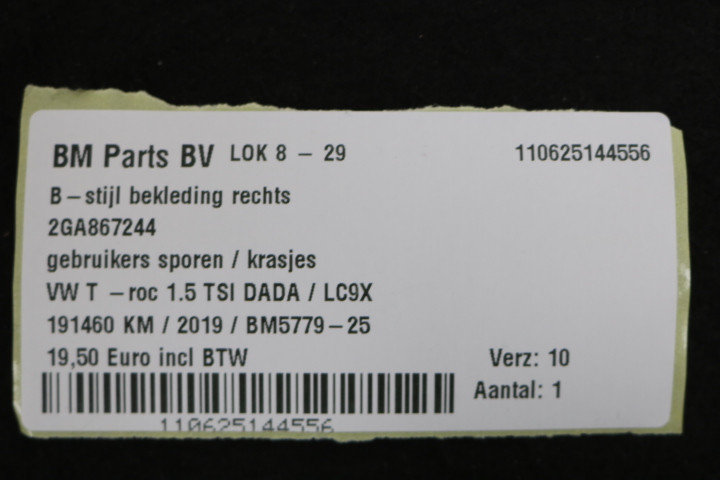 BM Parts BV LOK 8 - 29 110625144556
B-stijl bekleding rechts
2GA867244
gebruikers sporen / krasjes
VW T -roc 1.5 TSI DADA / LC9X
191460 KM / 2019 / BM5779-25
19,50 Euro incl BTW Verz: 10
Aantal: 1
110625144556